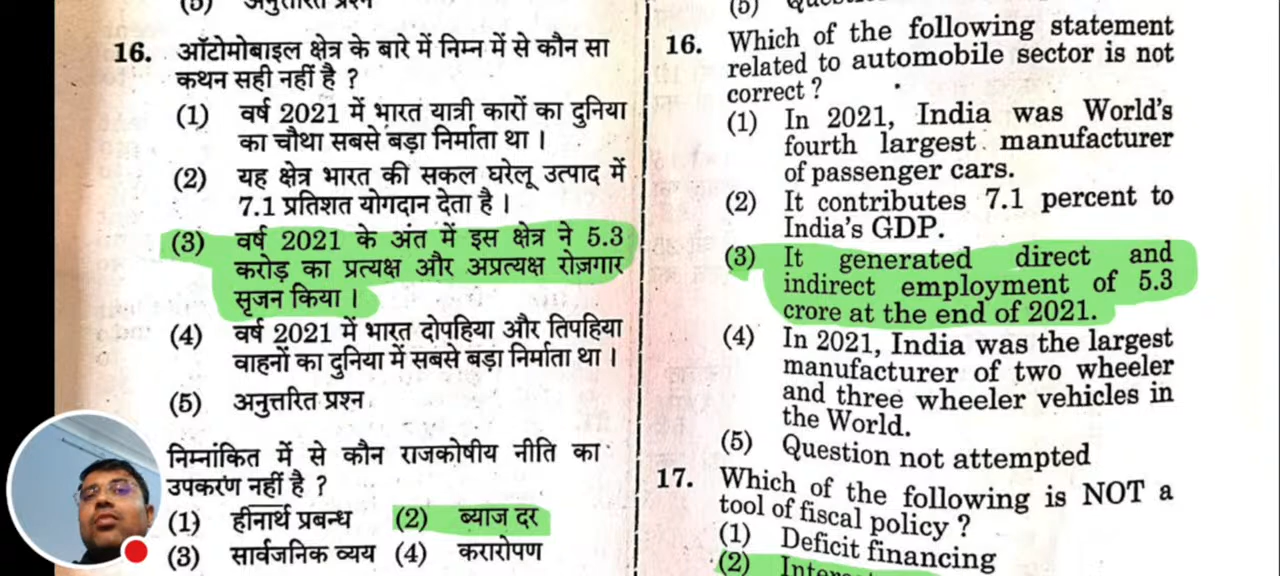 (5) अनुत्तरित प्रश्न
16. ऑटोमोबाइल क्षेत्र के बारे में निम्न में से कौन सा
कथन सही नहीं है ?
(1) वर्ष 2021 में भारत यात्री कारों का दुनिया
का चौथा सबसे बड़ा निर्माता था ।
(2) यह क्षेत्र भारत की सकल घरेलू उत्पाद में
7.1 प्रतिशत योगदान देता है ।
(3) वर्ष 2021 के अंत में इस क्षेत्र ने 5.3
करोड़ का प्रत्यक्ष और अप्रत्यक्ष रोज़गार
सृजन किया ।
(4) वर्ष 2021 में भारत दोपहिया और तिपहिया
वाहनों का दुनिया में सबसे बड़ा निर्माता था ।
(5) अनुत्तरित प्रश्न
निम्नांकित में से कौन राजकोषीय नीति का
उपकरण नहीं है ?
(1) हीनार्थ प्रबन्ध (2) ब्याज दर
(3) सार्वजनिक व्यय (4) करारोपण
(5)
16. Which of the following statement
related to automobile sector is not
correct ?
(1) In 2021, India was World's
fourth largest manufacturer
of passenger cars.
(2) It contributes 7.1 percent to
India's GDP.
(3) It generated direct and
indirect employment of 5.3
crore at the end of 2021.
(4) In 2021, India was the largest
manufacturer of two wheeler
and three wheeler vehicles in
the World.
(5) Question not attempted
17. Which of the following is NOT a
tool of fiscal policy ?
(1) Deficit financing
(2)